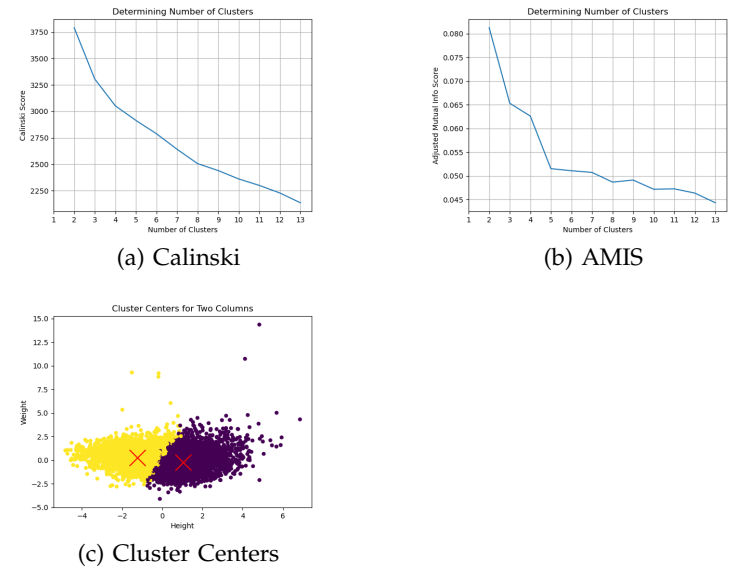 Determining Number of Clusters
Calinski Score
3750
3500
3250
3000
2750
2500
2250
1 2 3 4 5 6 7 8 9 10 11 12 13
Number of Clusters
(a) Calinski
Determining Number of Clusters
Adjusted Mutual Info Score
0.080
0.075
0.070
0.065
0.060
0.055
0.050
0.045
1 2 3 4 5 6 7 8 9 10 11 12 13
Number of Clusters
(b) AMIS
Cluster Centers for Two Columns
Weight
15.0
12.5
10.0
7.5
5.0
2.5
0.0
−2.5
−5.0
−4 −2 0 2 4 6
Height
(c) Cluster Centers